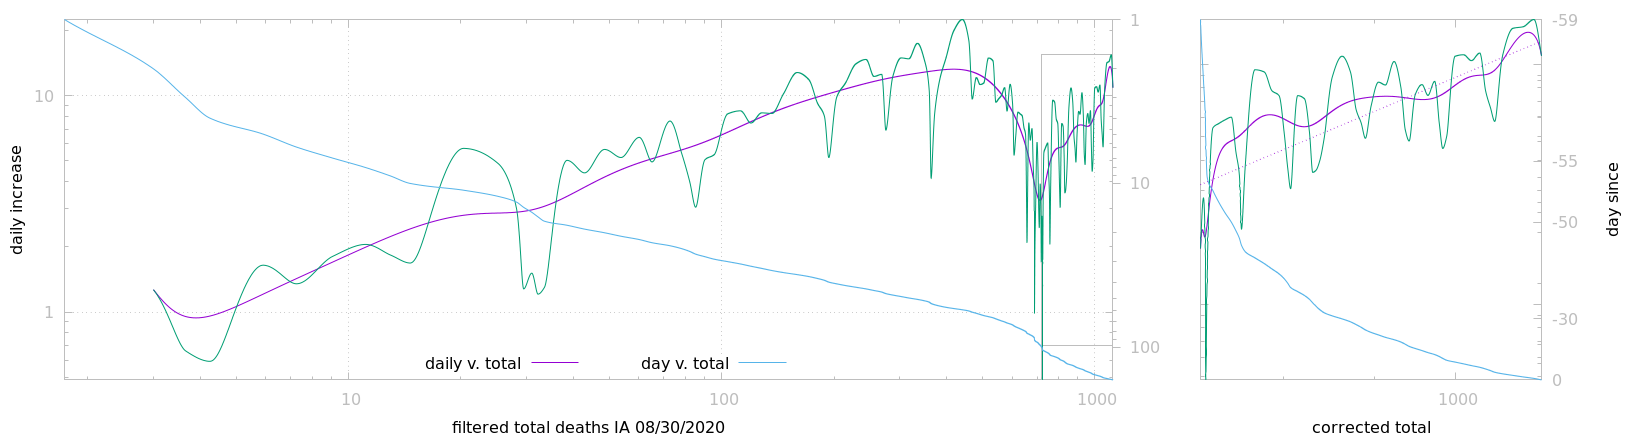 daily increase
10
1
daily v. total
day v. total
10
100
1000
filtered total deaths IA 08/30/2020
1
10
100
1000
corrected total
-59
-55
-50
-30
0
day since